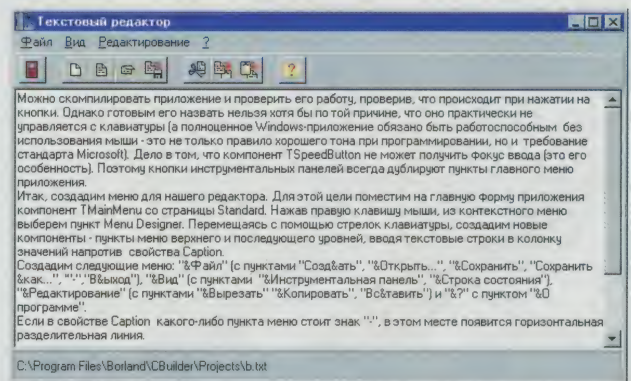 Текстовый редактор
Файл Вид Редактирование ?
?
Можно скомпилировать приложение и проверить его работу, проверив, что происходит при нажатии на
кнопки. Однако готовым его назвать нельзя хотя бы по той причине, что оно практически не
управляется с клавиатуры (а полноценное Windows-приложение обязано быть работоспособным без
использования мыши - это не только правило хорошего тона при программировании, но и требование
стандарта Microsoft). Дело в том, что компонент TSpeedButton не может получить фокус ввода (это его
особенность). Поэтому кнопки инструментальных панелей всегда дублируют пункты главного меню
приложения.
Итак, создадим меню для нашего редактора. Для этой цели поместим на главную форму приложения
компонент TMainMenu со страницы Standard. Нажав правую клавишу мыши, из контекстного меню
выберем пункт Menu Designer. Перемещаясь с помощью стрелок клавиатуры, создадим новые
компоненты - пункты меню верхнего и последующего уровней, вводя текстовые строки в колонку
значений напротив свойства Caption.
Создадим следующие меню: "&Файл" (с пунктами "Созд&ать", "&Открыть...", "&Сохранить", "Сохранить
&как...", "-", "В&ыход"), "&Вид" (с пунктами "&Инструментальная панель", "&Строка состояния"),
"&Редактирование" (с пунктами "&Вырезать" "&Копировать", "Вс&тавить") и "&?" с пунктом "&О
программе".
Если в свойстве Caption какого-либо пункта меню стоит знак "-", в этом месте появится горизонтальная
разделительная линия.
C:\Program Files\Borland\CBuilder\Projects\b.txt